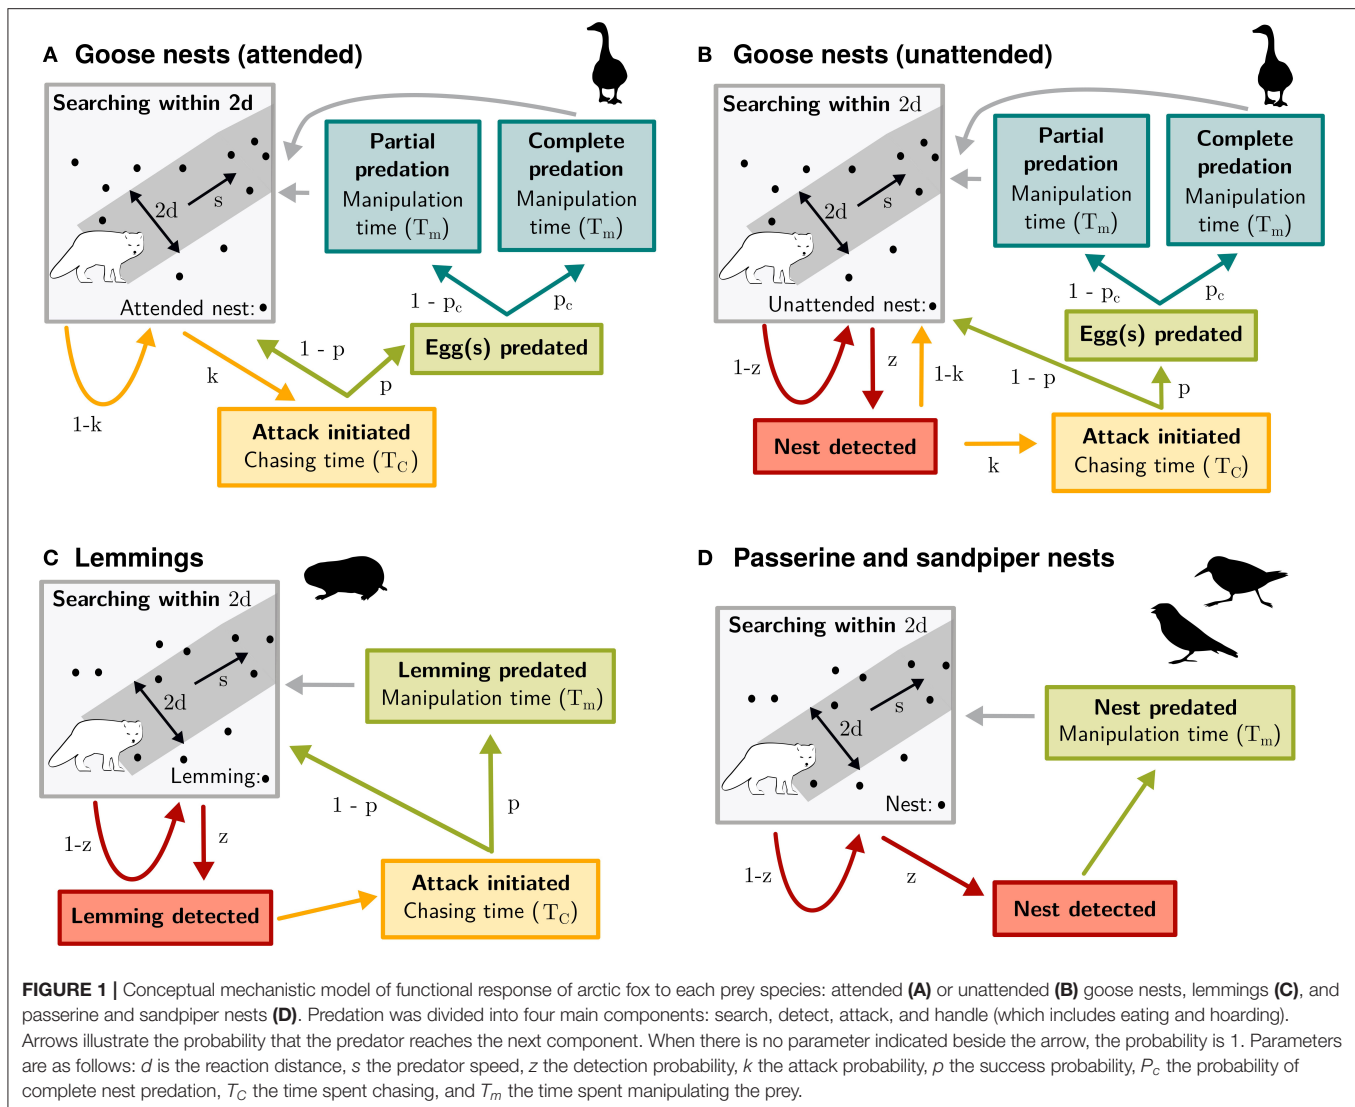 A Goose nests (attended)
Searching within 2d
2d
s
Attended nest:
Partial
predation
Manipulation
time (Tm)
Complete
predation
Manipulation
time (Tm)
1 - pc
pc
Egg(s) predated
1 - p
p
k
1-k
Attack initiated
Chasing time (TC)
B Goose nests (unattended)
Searching within 2d
2d
s
Unattended nest:
Partial
predation
Manipulation
time (Tm)
Complete
predation
Manipulation
time (Tm)
1-pc
pc
Egg(s) predated
1-z
z
1-k
1 - p
p
Nest detected
k
Attack initiated
Chasing time (TC)
C Lemmings
Searching within 2d
2d
s
Lemming:
Lemming predated
Manipulation time (Tm)
1 - p
p
1-z
z
Lemming detected
Attack initiated
Chasing time (TC)
D Passerine and sandpiper nests
Searching within 2d
2d
s
Nest:
Nest predated
Manipulation time (Tm)
1-z
z
Nest detected
FIGURE 1 | Conceptual mechanistic model of functional response of arctic fox to each prey species: attended (A) or unattended (B) goose nests, lemmings (C), and
passerine and sandpiper nests (D). Predation was divided into four main components: search, detect, attack, and handle (which includes eating and hoarding).
Arrows illustrate the probability that the predator reaches the next component. When there is no parameter indicated beside the arrow, the probability is 1. Parameters
are as follows: d is the reaction distance, s the predator speed, z the detection probability, k the attack probability, p the success probability, Pc the probability of
complete nest predation, TC the time spent chasing, and Tm the time spent manipulating the prey.